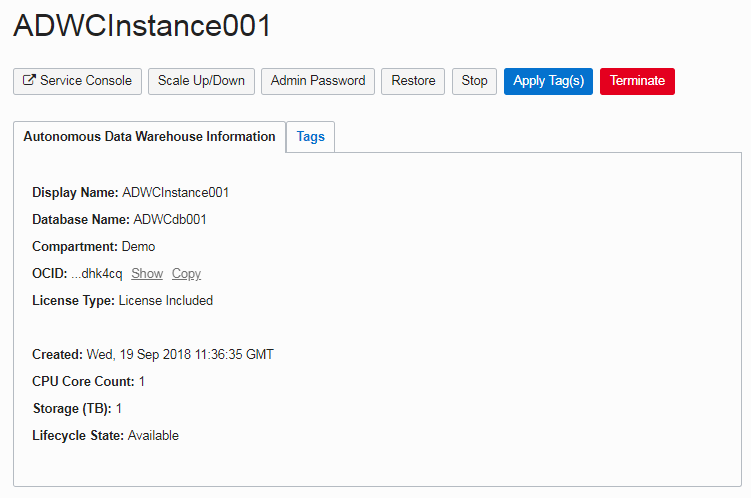 ADWCInstance001
Service Console Scale Up/Down Admin Password Restore Stop Apply Tag(s) Terminate
Autonomous Data Warehouse Information Tags
Display Name: ADWCInstance001
Database Name: ADWCdb001
Compartment: Demo
OCID: ...dhk4cq Show Copy
License Type: License Included
Created: Wed, 19 Sep 2018 11:36:35 GMT
CPU Core Count: 1
Storage (TB): 1
Lifecycle State: Available